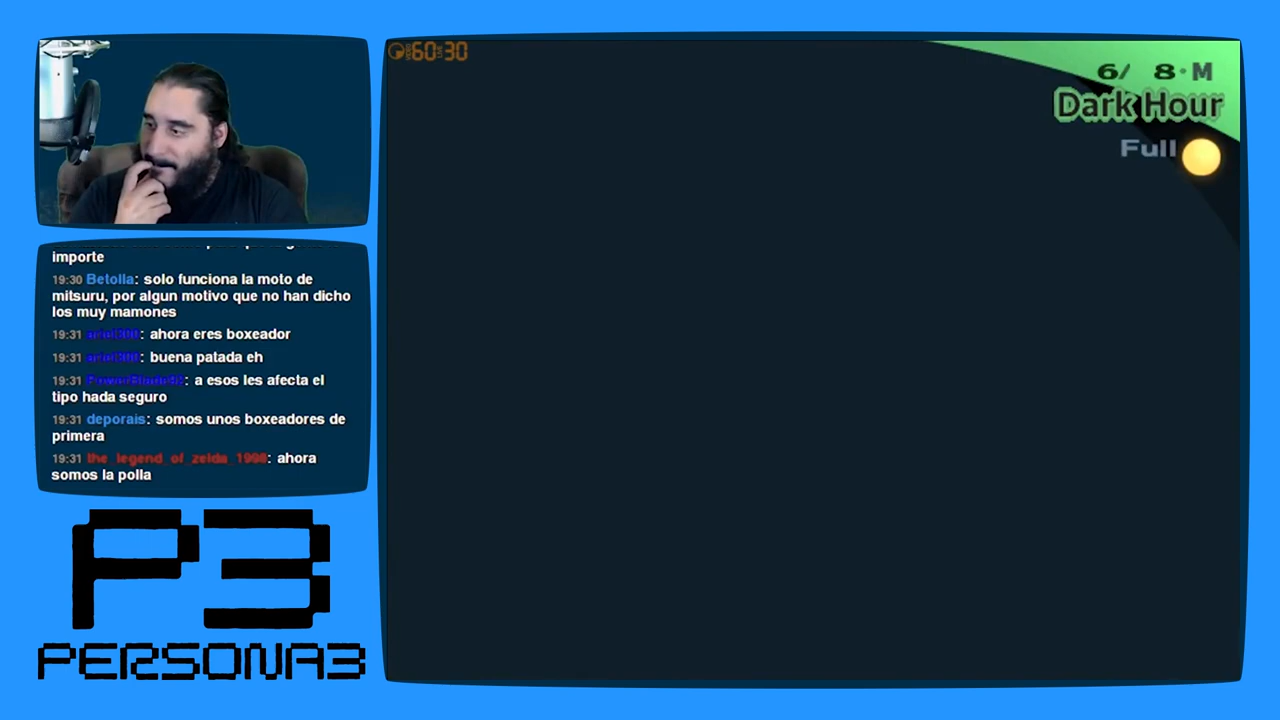 60 30
6/ 8·M
Dark Hour
Full
importe
19:30 Betolla: solo funciona la moto de
mitsuru, por algun motivo que no han dicho
los muy mamones
19:31 : ahora eres boxeador
19:31 : buena patada eh
19:31 : a esos les afecta el
tipo hada seguro
19:31 deporais: somos unos boxeadores de
primera
19:31 the_legend_of_zelda_1998: ahora
somos la polla
P3
PERSONA3